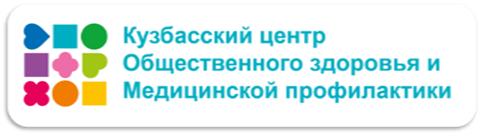 Кузбасский центр
Общественного здоровья и
Медицинской профилактики